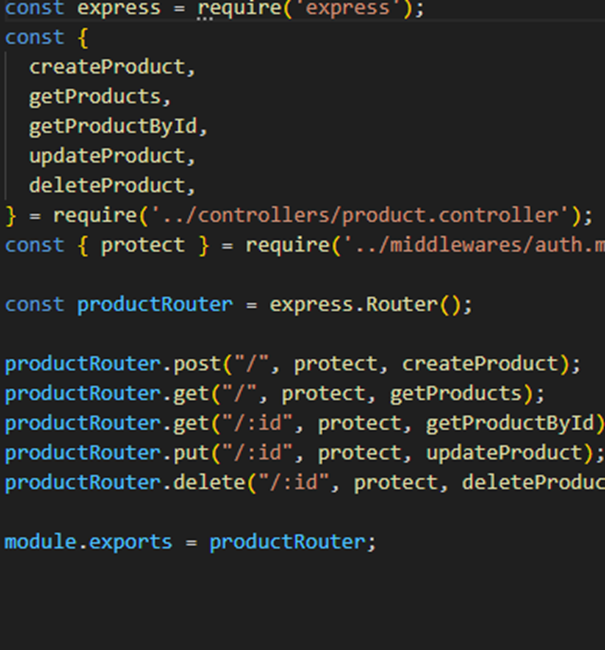 const express = require('express');
const {
  createProduct,
  getProducts,
  getProductById,
  updateProduct,
  deleteProduct,
} = require('../controllers/product.controller');
const { protect } = require('../middlewares/auth.m
const productRouter = express.Router();
productRouter.post("/", protect, createProduct);
productRouter.get("/", protect, getProducts);
productRouter.get("/:id", protect, getProductById)
productRouter.put("/:id", protect, updateProduct);
productRouter.delete("/:id", protect, deleteProduc
module.exports = productRouter;